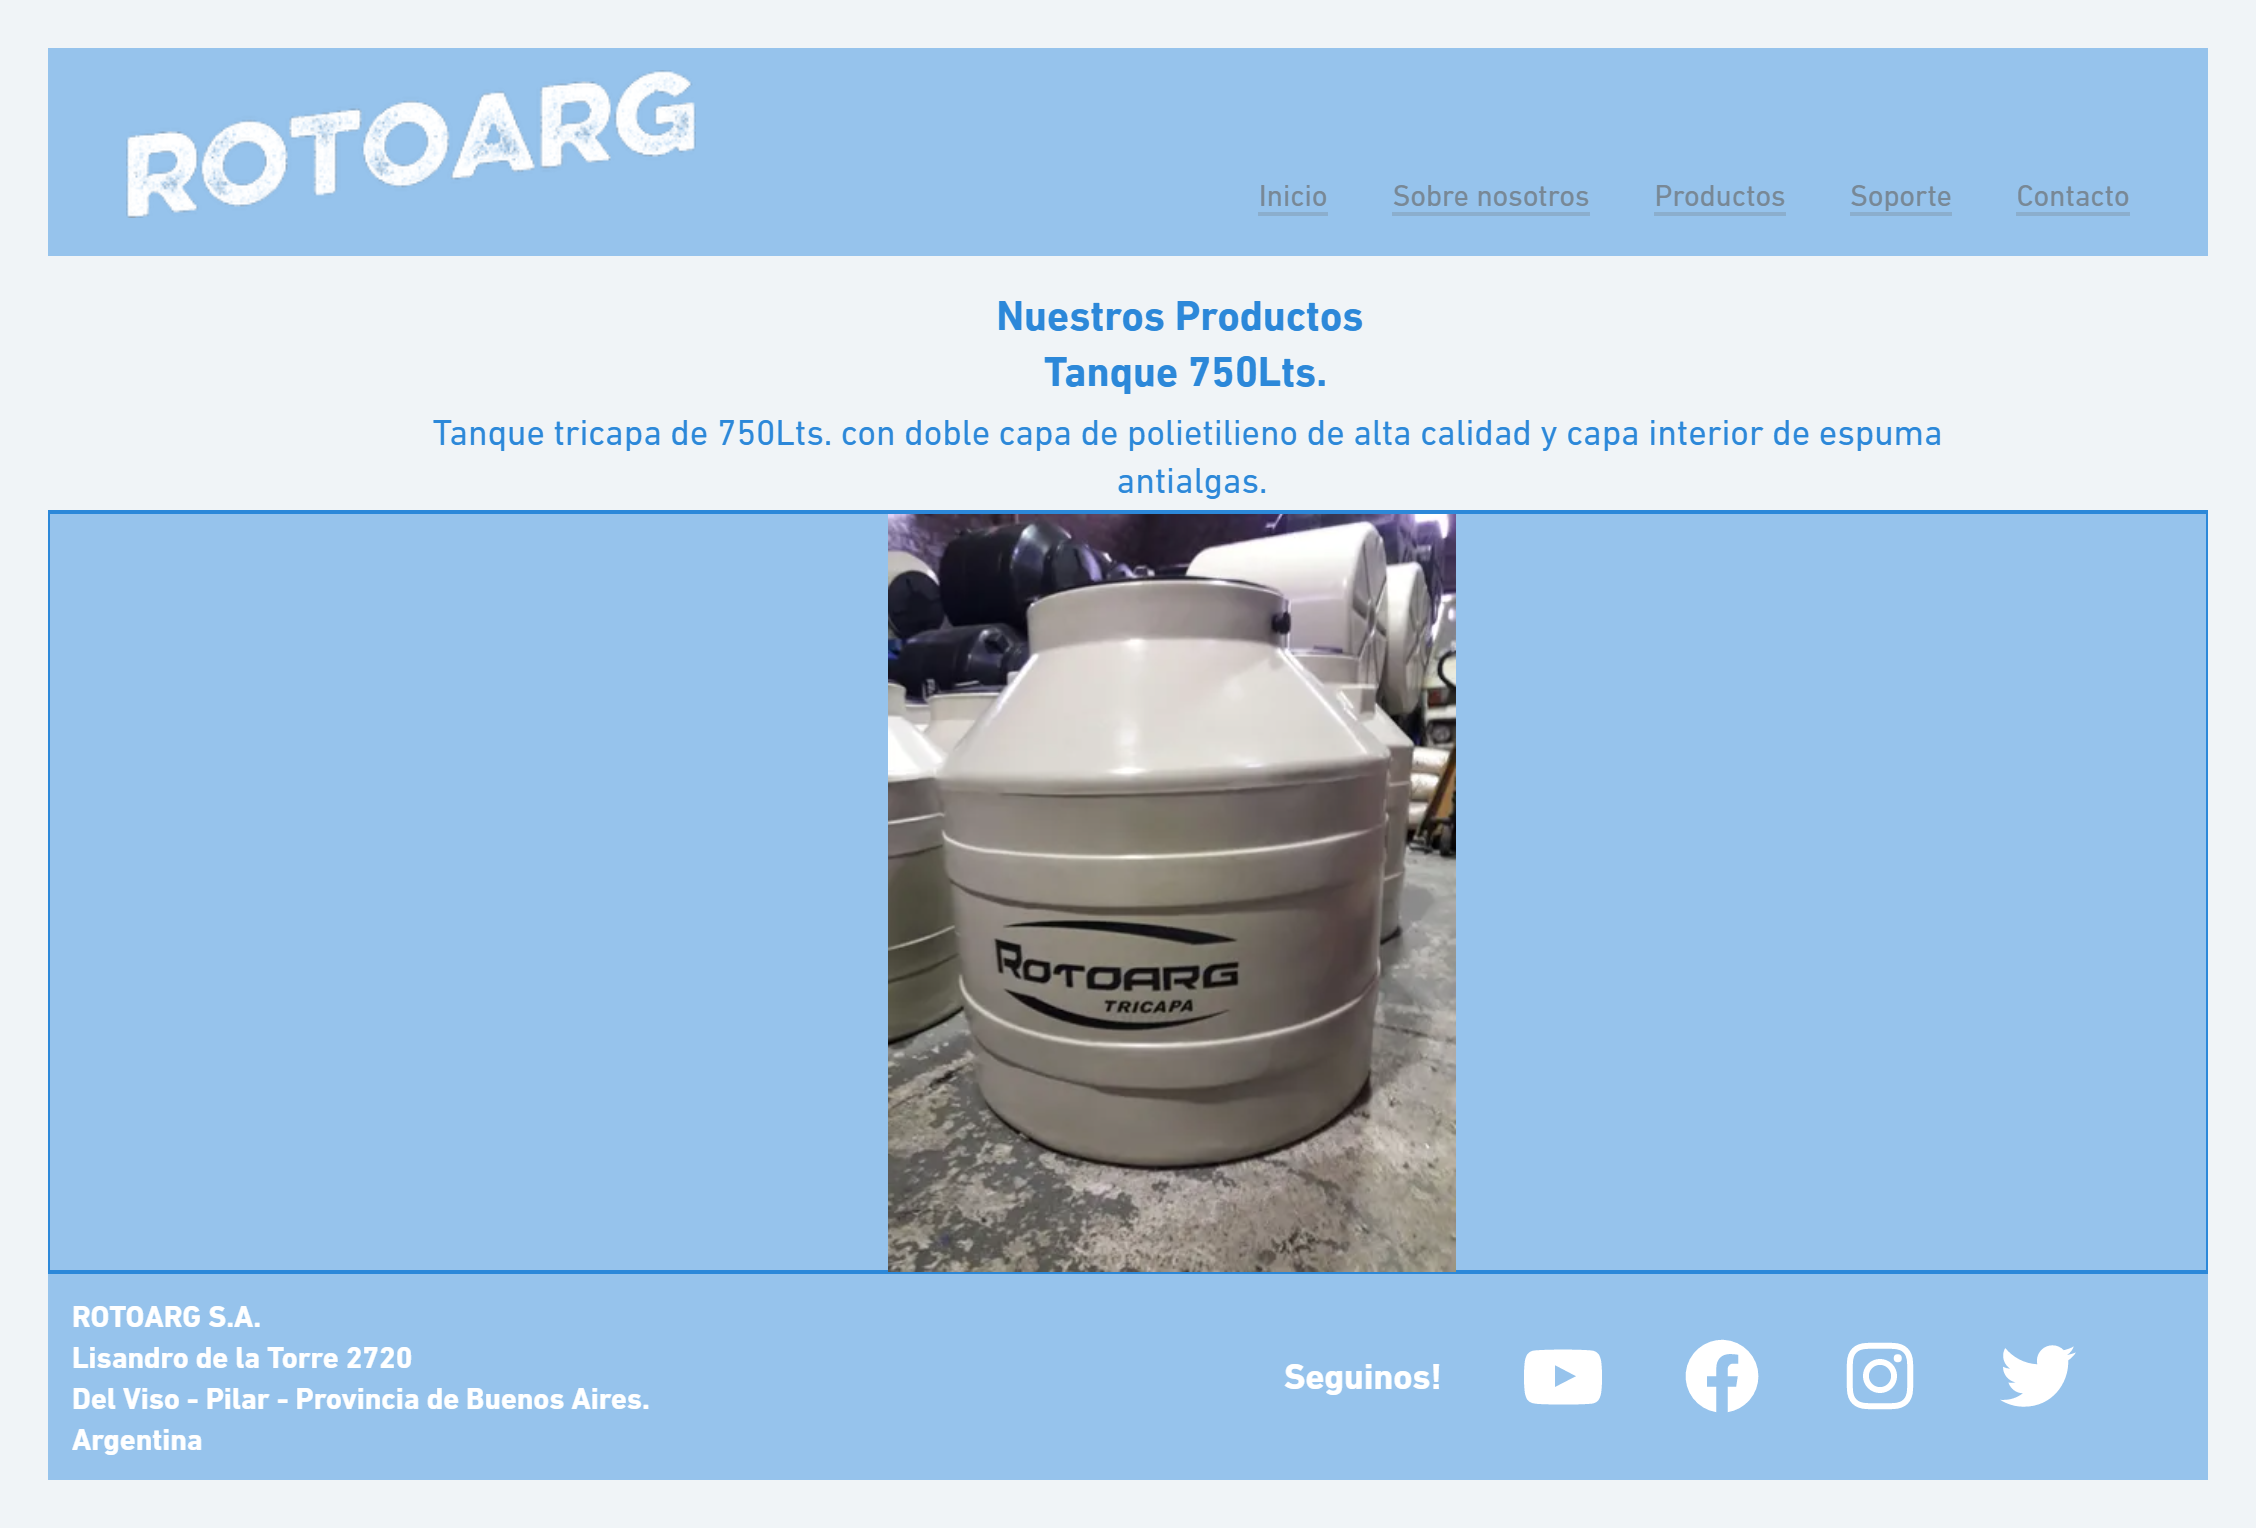 ROTOARG
Inicio Sobre nosotros Productos Soporte Contacto
Nuestros Productos
Tanque 750Lts.
Tanque tricapa de 750Lts. con doble capa de polietilieno de alta calidad y capa interior de espuma
antialgas.
ROTOARG
TRICAPA
ROTOARG S.A.
Lisandro de la Torre 2720
Del Viso - Pilar - Provincia de Buenos Aires.
Argentina
Seguinos!